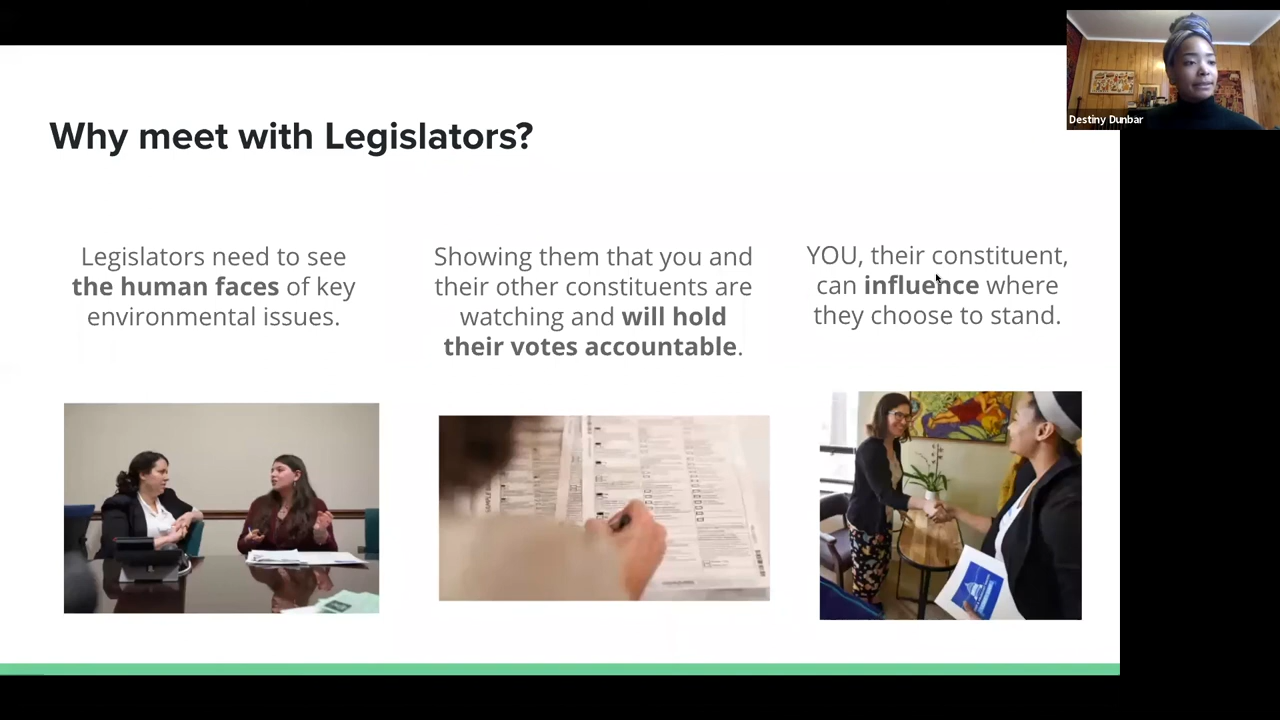 Destiny Dunbar
Why meet with Legislators?
Legislators need to see
the human faces of key
environmental issues.
Showing them that you and
their other constituents are
watching and will hold
their votes accountable.
YOU, their constituent,
can influence where
they choose to stand.